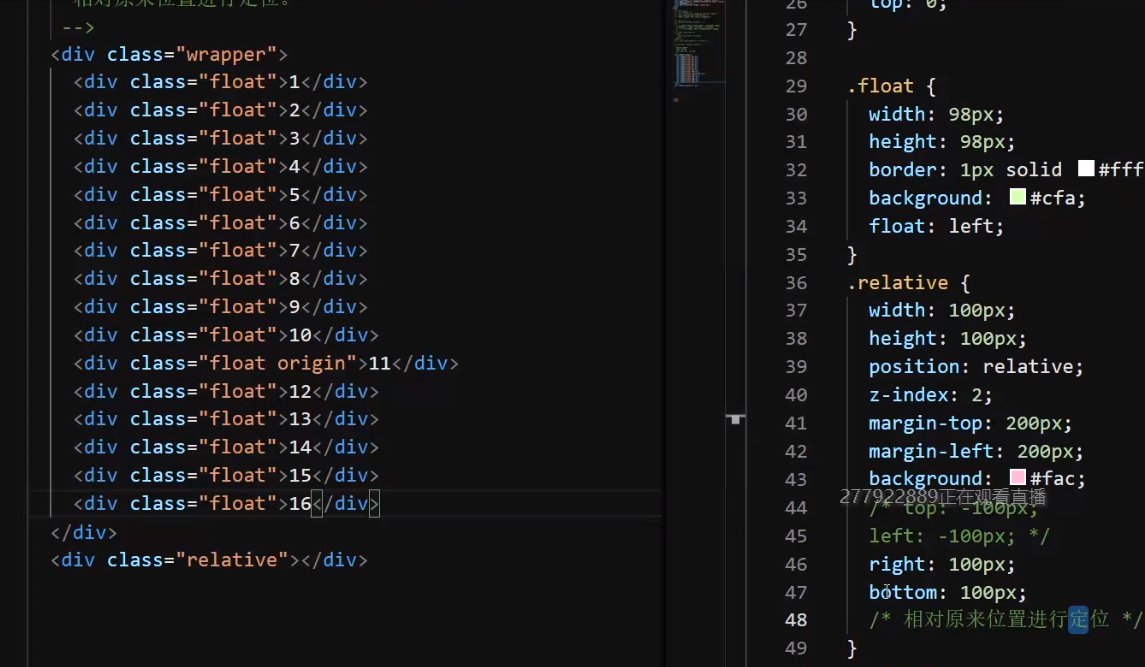 相对原来位置进行定位。
-->
<div class="wrapper">
<div class="float">1</div>
<div class="float">2</div>
<div class="float">3</div>
<div class="float">4</div>
<div class="float">5</div>
<div class="float">6</div>
<div class="float">7</div>
<div class="float">8</div>
<div class="float">9</div>
<div class="float">10</div>
<div class="float origin">11</div>
<div class="float">12</div>
<div class="float">13</div>
<div class="float">14</div>
<div class="float">15</div>
<div class="float">16</div>
</div>
<div class="relative"></div>
26 top: 0;
27 }
28
29 .float {
30 width: 98px;
31 height: 98px;
32 border: 1px solid #fff
33 background: #cfa;
34 float: left;
35 }
36 .relative {
37 width: 100px;
38 height: 100px;
39 position: relative;
40 z-index: 2;
41 margin-top: 200px;
42 margin-left: 200px;
43 background: #fac;
277922889正在观看直播
44 /* top: -100px;
45 left: -100px; */
46 right: 100px;
47 bottom: 100px;
48 /* 相对原来位置进行定位 */
49 }